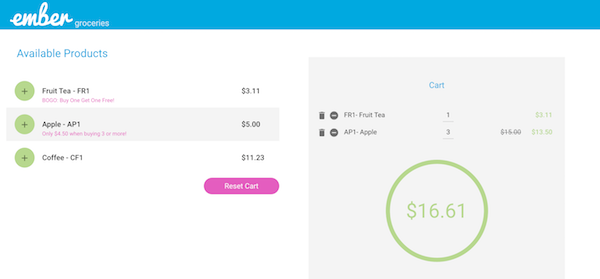 ember groceries
Available Products
+ Fruit Tea - FR1 $3.11
BOGO: Buy One Get One Free!
+ Apple - AP1 $5.00
Only $4.50 when buying 3 or more!
+ Coffee - CF1 $11.23
Reset Cart
Cart
FR1- Fruit Tea 1 $3.11
AP1- Apple 3 $15.00 $13.50
$16.61